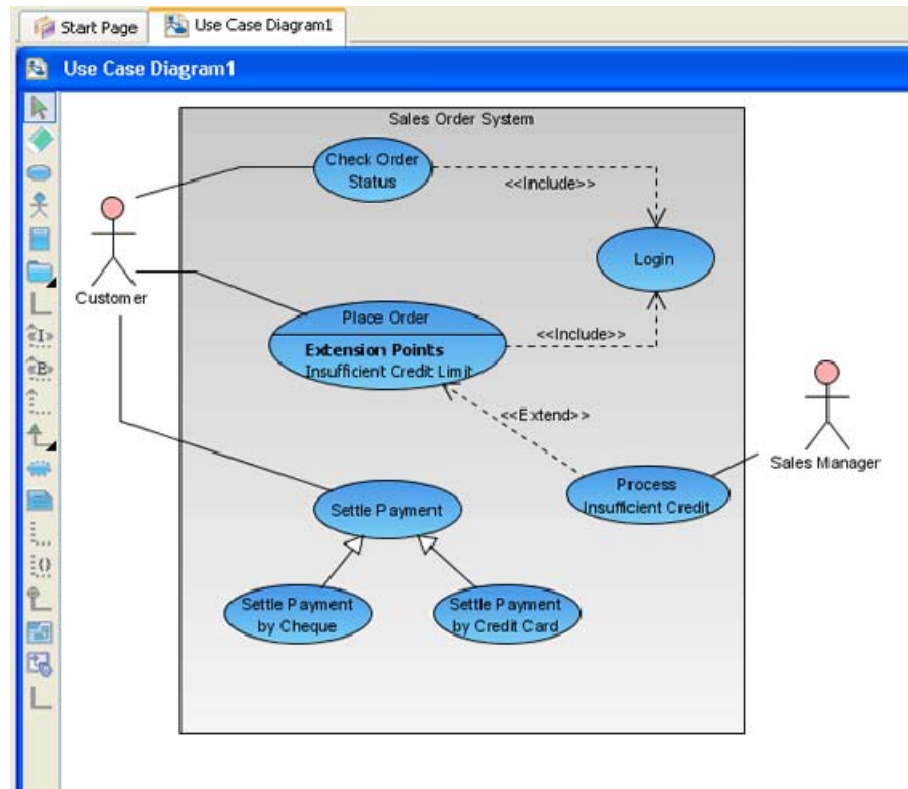 Start Page
Use Case Diagram1
Use Case Diagram1
Sales Order System
Check Order
Status
<<Include>>
Login
Customer
Place Order
Extension Points
Insufficient Credit Limit
<<Include>>
<<Extend>>
Sales Manager
Process
Insufficient Credit
Settle Payment
Settle Payment
by Cheque
Settle Payment
by Credit Card
«I»
«E»